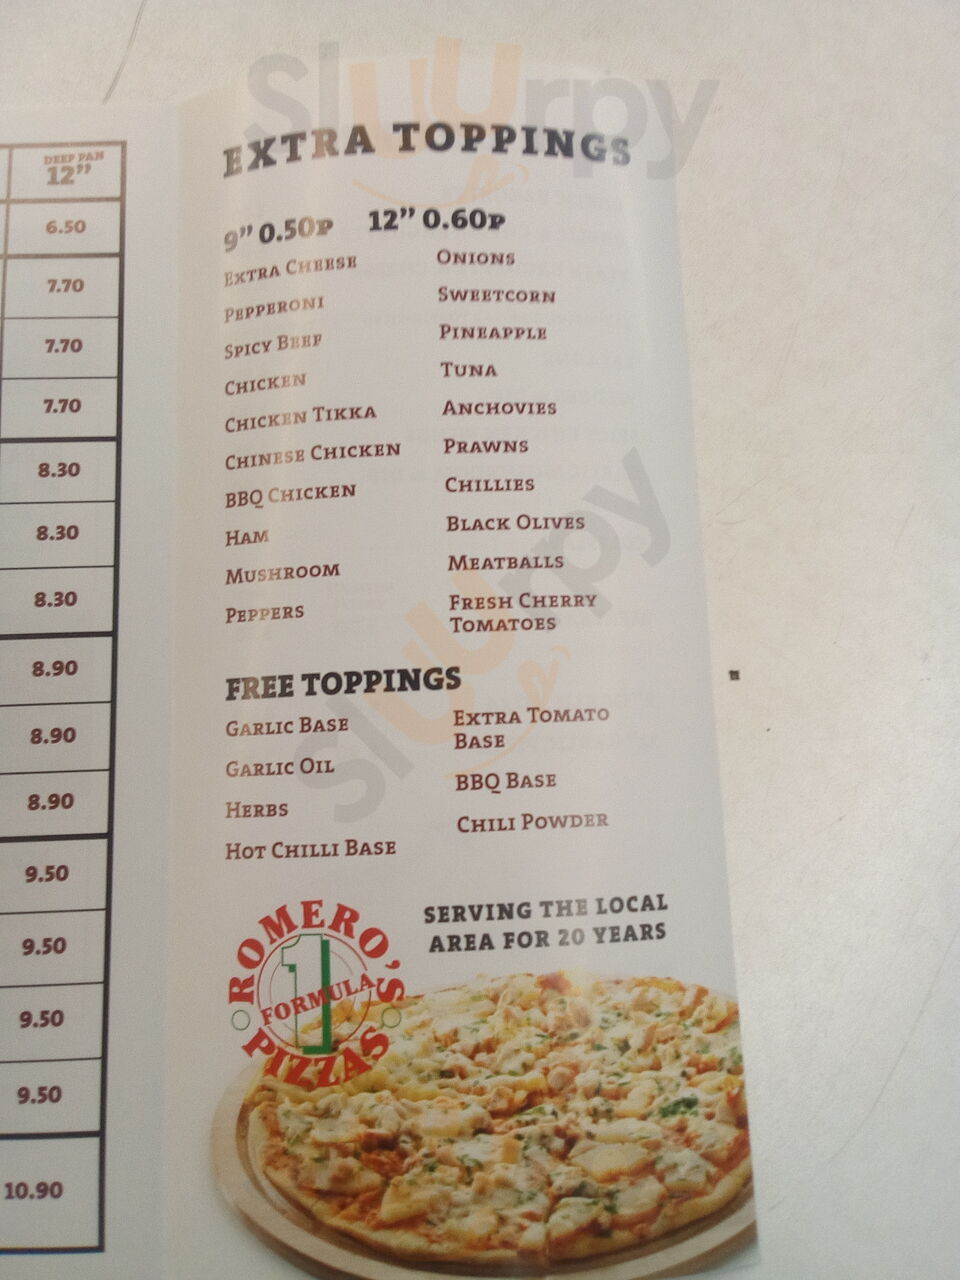 DEEP PAN
12”
6.50
7.70
7.70
7.70
8.30
8.30
8.30
8.90
8.90
8.90
9.50
9.50
9.50
9.50
10.90
EXTRA TOPPINGS
9” 0.50P 12” 0.60P
EXTRA CHEESE
PEPPERONI
SPICY BEEF
CHICKEN
CHICKEN TIKKA
CHINESE CHICKEN
BBQ CHICKEN
HAM
MUSHROOM
PEPPERS
ONIONS
SWEETCORN
PINEAPPLE
TUNA
ANCHOVIES
PRAWNS
CHILLIES
BLACK OLIVES
MEATBALLS
FRESH CHERRY
TOMATOES
FREE TOPPINGS
GARLIC BASE
GARLIC OIL
HERBS
HOT CHILLI BASE
EXTRA TOMATO
BASE
BBQ BASE
CHILI POWDER
ROMERO'S
FORMULA 1
PIZZAS
SERVING THE LOCAL
AREA FOR 20 YEARS
Sluurpy
Sluurpy